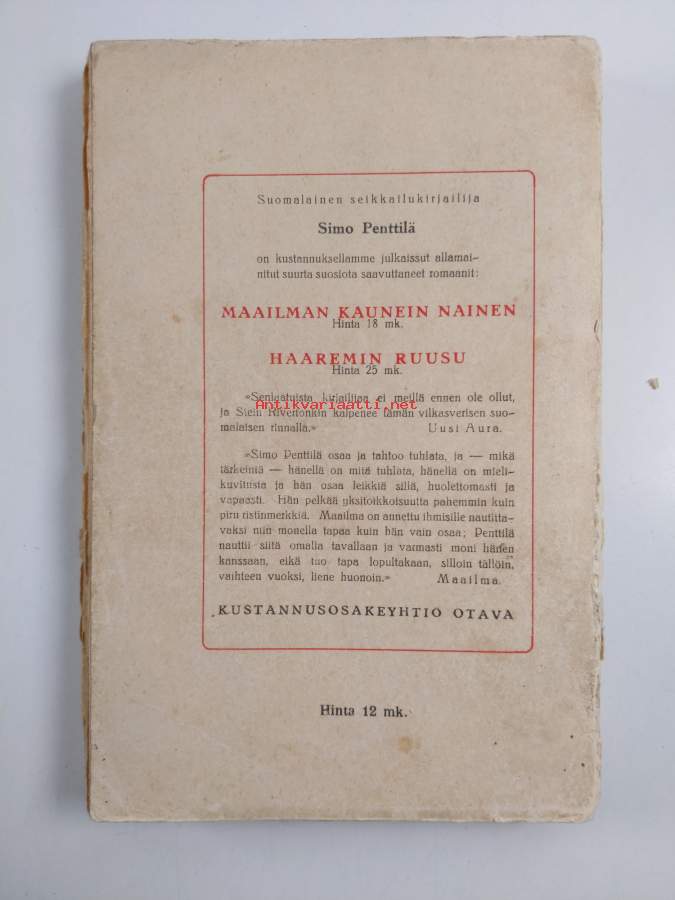 Suomalainen seikkailukirjailija
Simo Penttilä
on kustannuksellamme julkaissut allamai-
nitut suurta suosiota saavuttaneet romaanit:
MAAILMAN KAUNEIN NAINEN
Hinta 18 mk.
HAAREMIN RUUSU
Hinta 25 mk.
»Senlaatuista kirjailijaa ei meillä ennen ole ollut,
Antikvariaatti.net
ja Stein Rivertonkin kalpenee tämän vilkasverisen suo-
malaisen rinnalla.» Uusi Aura.
»Simo Penttilä osaa ja tahtoo tuhlata, ja — mikä
tärkeintä — hänellä on mitä tuhlata, hänellä on mieli-
kuvitusta ja hän osaa leikkiä sillä, huolettomasti ja
vapaasti. Hän pelkää yksitoikkoisuutta pahemmin kuin
piru ristinmerkkiä. Maailma on annettu ihmisille nautitta-
vaksi niin monella tapaa kuin hän vain osaa; Penttilä
nauttii siitä omalla tavallaan ja varmasti moni hänen
kanssaan, eikä tuo tapa lopultakaan, silloin tällöin,
vaihteen vuoksi, liene huonoin.» Maailma.
KUSTANNUSOSAKEYHTIO OTAVA
Hinta 12 mk.